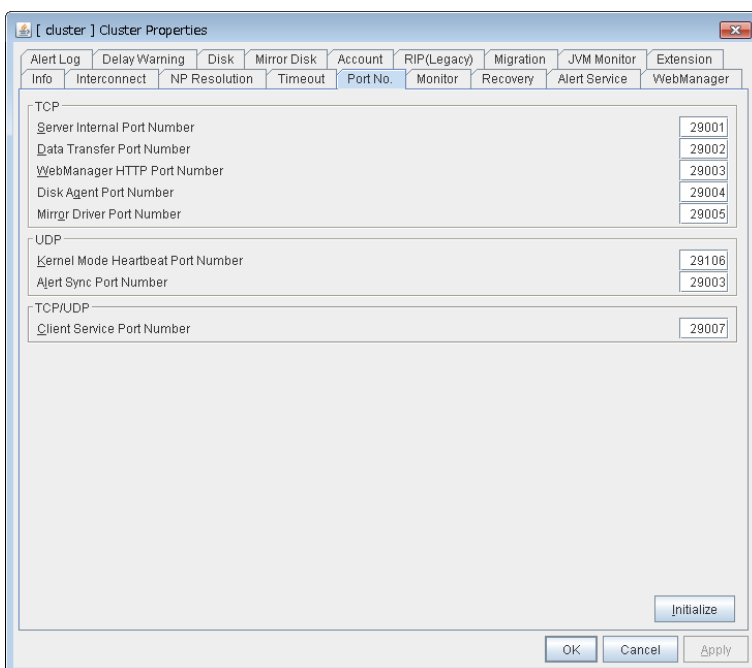 [ cluster ] Cluster Properties
Alert Log Delay Warning Disk Mirror Disk Account RIP(Legacy) Migration JVM Monitor Extension
Info Interconnect NP Resolution Timeout Port No. Monitor Recovery Alert Service WebManager
TCP
Server Internal Port Number 29001
Data Transfer Port Number 29002
WebManager HTTP Port Number 29003
Disk Agent Port Number 29004
Mirror Driver Port Number 29005
UDP
Kernel Mode Heartbeat Port Number 29106
Alert Sync Port Number 29003
TCP/UDP
Client Service Port Number 29007
Initialize
OK Cancel Apply